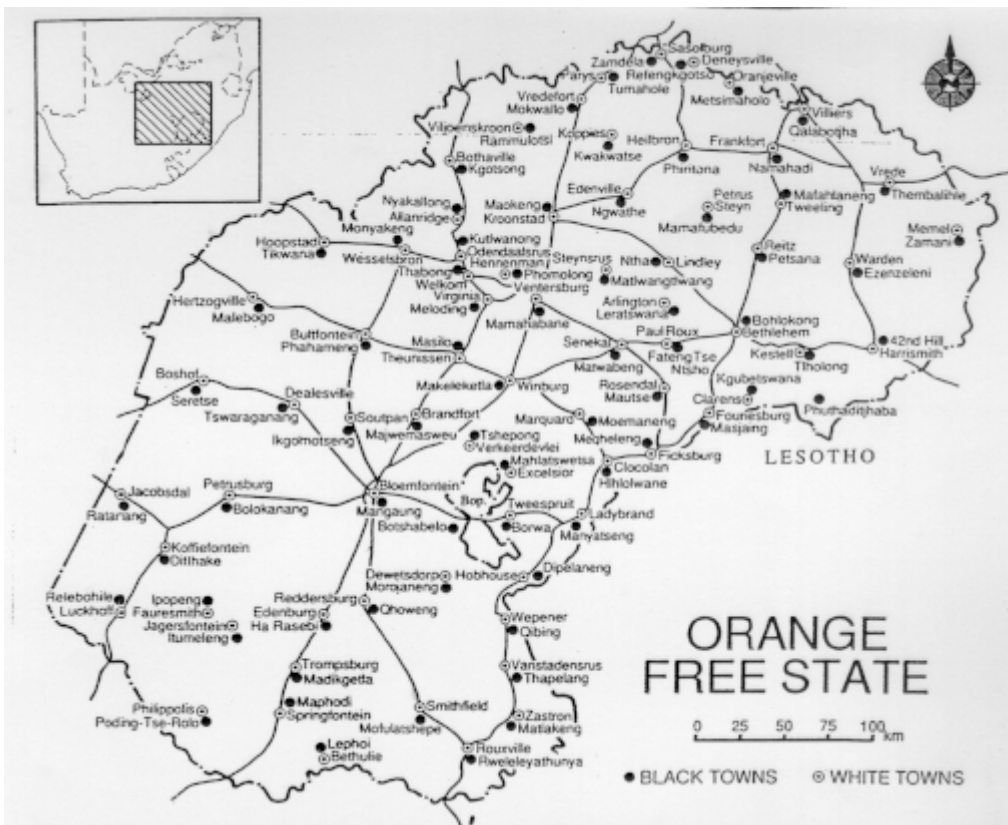 Sasolburg
Zamdela
Deneysville
Refengkgotso
Parys
Tumahole
Oranjeville
Metsimaholo
Vredefort
Mokwallo
Villiers
Qalabotjha
Viljoenskroon
Rammulotsi
Koppies
Kwakwatse
Heilbron
Phiritana
Frankfort
Namahadi
Bothaville
Kgotsong
Vrede
Thembalihle
Edenville
Ngwathe
Petrus
Steyn
Mamafubedu
Mafahlaneng
Tweeling
Nyakallong
Allanridge
Maokeng
Kroonstad
Memel
Zamani
Monyakeng
Wesselsbron
Hoopstad
Tikwana
Kutlwanong
Odendaalsrus
Hennenman
Phomolong
Thabong
Welkom
Steynsrus
Matlwangtlwang
Ntha
Lindley
Reitz
Petsana
Warden
Ezenzeleni
Ventersburg
Mamahabane
Virginia
Meloding
Arlington
Leratswana
Hertzogville
Malebogo
Bultfontein
Phahameng
Masilo
Theunissen
Senekal
Matwabeng
Paul Roux
Fateng Tse
Ntsho
Bohlokong
Bethlehem
Kestell
Tlholong
42nd Hill
Harrismith
Boshof
Seretse
Dealesville
Tswaraganang
Makeleketla
Winburg
Rosendal
Mautse
Kgubetswana
Clarens
Phuthaditjhaba
Fouriesburg
Masjaing
Soutpan
Ikgomotseng
Brandfort
Majwemasweu
Marquard
Moemaneng
Meqheleng
Ficksburg
LESOTHO
Tshepong
Verkeerdevlei
Mahlatswetsa
Excelsior
Clocolan
Hlohlolwane
Bloemfontein
Mangaung
Bop.
Botshabelo
Tweespruit
Borwa
Ladybrand
Manyatseng
Jacobsdal
Ratanang
Petrusburg
Bolokanang
Koffiefontein
Ditlhake
Dewetsdorp
Morojaneng
Hobhouse
Dipelaneng
Relebohile
Luckhoff
Ipopeng
Fauresmith
Jagersfontein
Itumeleng
Reddersburg
Qhoweng
Edenburg
Ha Rasebi
Wepener
Qibing
Trompsburg
Madikgetla
Vanstadensrus
Thapelang
Maphodi
Springfontein
Philippolis
Poding-Tse-Rolo
Smithfield
Mofulatshepe
Zastron
Matlakeng
Lephoi
Bethulie
Rouxville
Rweleleyathunya
ORANGE
FREE STATE
0 25 50 75 100
km
BLACK TOWNS
WHITE TOWNS